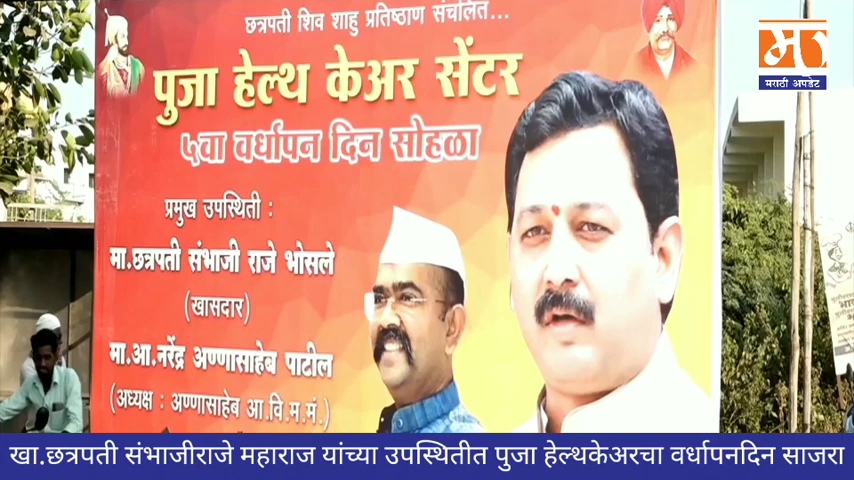 छत्रपती शिव शाहु प्रतिष्ठाण संचलित...
पुजा हेल्थ केअर सेंटर
५वा वर्धापन दिन सोहळा
प्रमुख उपस्थिती :
मा.छत्रपती संभाजी राजे भोसले
(खासदार)
मा.आ.नरेंद्र अण्णासाहेब पाटील
(अध्यक्ष : अण्णासाहेब आ.वि.म.मं.)
म
मराठी अपडेट
खा.छत्रपती संभाजीराजे महाराज यांच्या उपस्थितीत पुजा हेल्थकेअरचा वर्धापनदिन साजरा